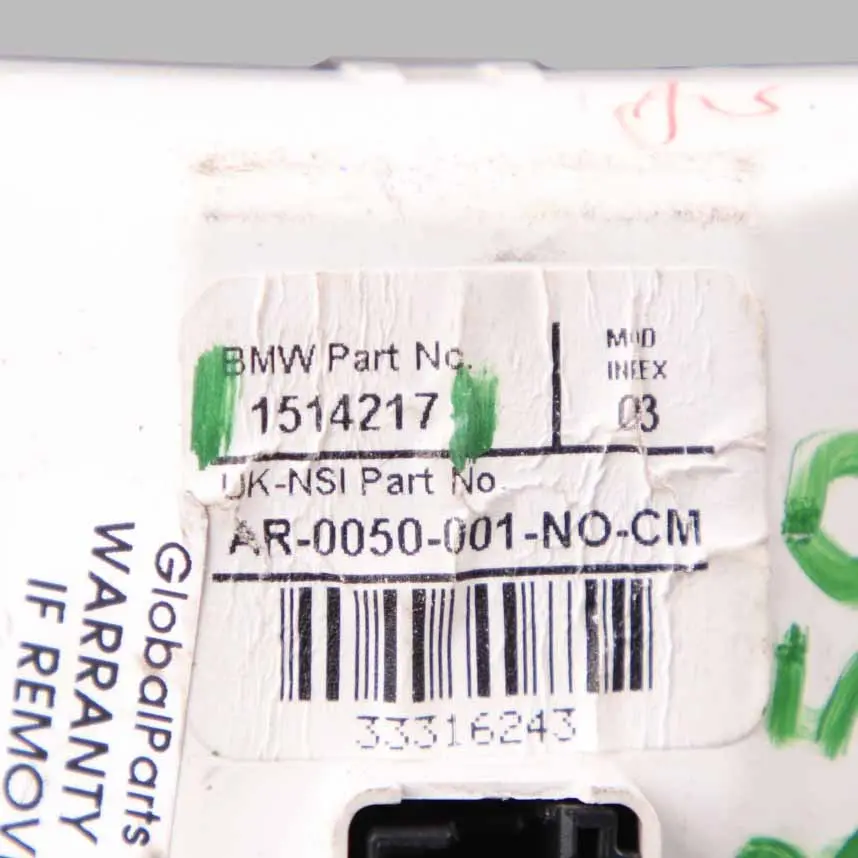 BMW Part No.
1514217
MOD
INDEX
03
UK-NSI Part No
AR-0050-001-NO-CM
33316243
GlobalParts
WARRANTY
IF REMOV